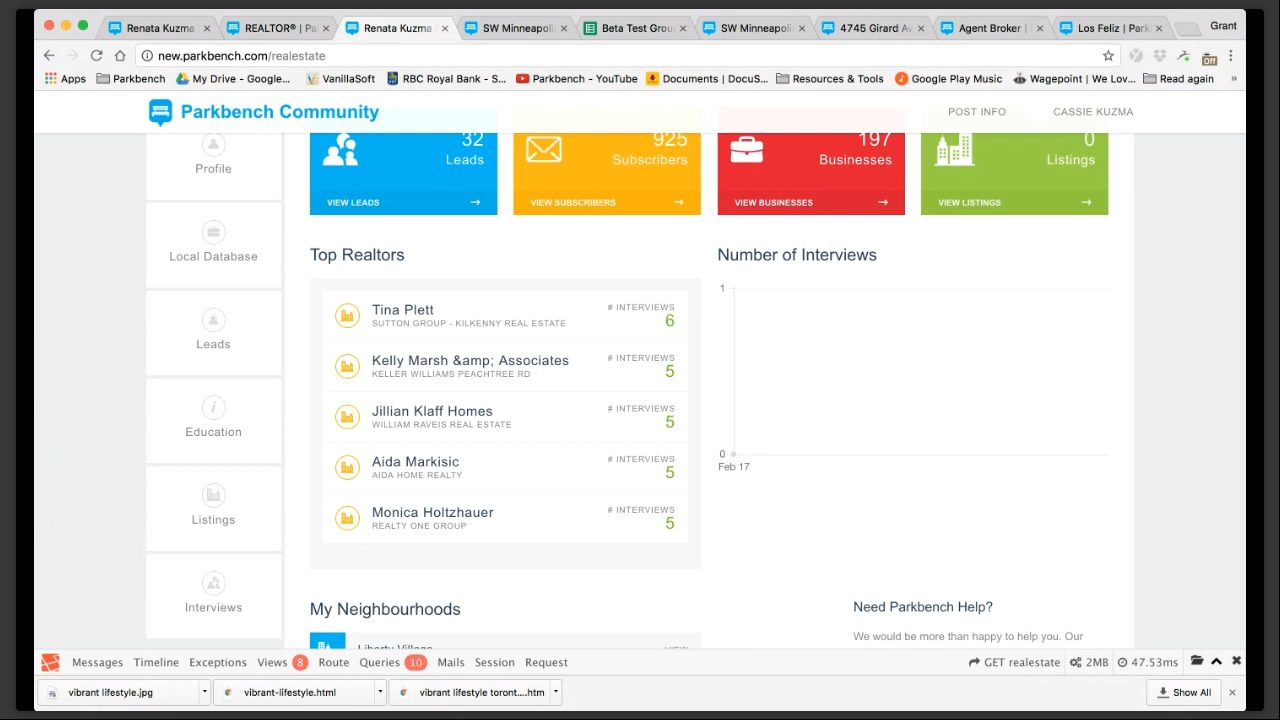 Renata Kuzma
REALTOR® | Pa
Renata Kuzma
SW Minneapol
Beta Test Grou
SW Minneapol
4745 Girard Av
Agent Broker |
Los Feliz | Park
Grant
new.parkbench.com/realestate
Off
Apps
Parkbench
My Drive - Google...
VanillaSoft
RBC Royal Bank - S...
Parkbench - YouTube
Documents | DocuS...
Resources & Tools
Google Play Music
Wagepoint | We Lov...
Read again
»
Parkbench Community
POST INFO
CASSIE KUZMA
32
Leads
VIEW LEADS
925
Subscribers
VIEW SUBSCRIBERS
197
Businesses
VIEW BUSINESSES
0
Listings
VIEW LISTINGS
Profile
Local Database
Leads
Education
Listings
Interviews
Top Realtors
Tina Plett
SUTTON GROUP - KILKENNY REAL ESTATE
# INTERVIEWS
6
Kelly Marsh &amp; Associates
KELLER WILLIAMS PEACHTREE RD
# INTERVIEWS
5
Jillian Klaff Homes
WILLIAM RAVEIS REAL ESTATE
# INTERVIEWS
5
Aida Markisic
AIDA HOME REALTY
# INTERVIEWS
5
Monica Holtzhauer
REALTY ONE GROUP
# INTERVIEWS
5
Number of Interviews
1
0
Feb 17
My Neighbourhoods
Liberty Village
VIEW
Need Parkbench Help?
We would be more than happy to help you. Our
Messages
Timeline
Exceptions
Views 8
Route
Queries 10
Mails
Session
Request
GET realestate
2MB
47.53ms
vibrant lifestyle.jpg
vibrant-lifestyle.html
vibrant lifestyle toront....htm
Show All